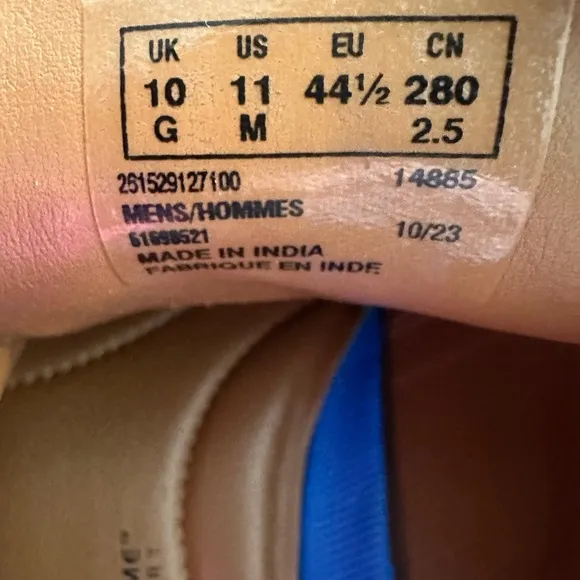 UK US EU CN
10 11 44½ 280
G M 2.5
261529127100 14885
MENS/HOMMES
10/23
MADE IN INDIA
FABRIQUE EN INDE